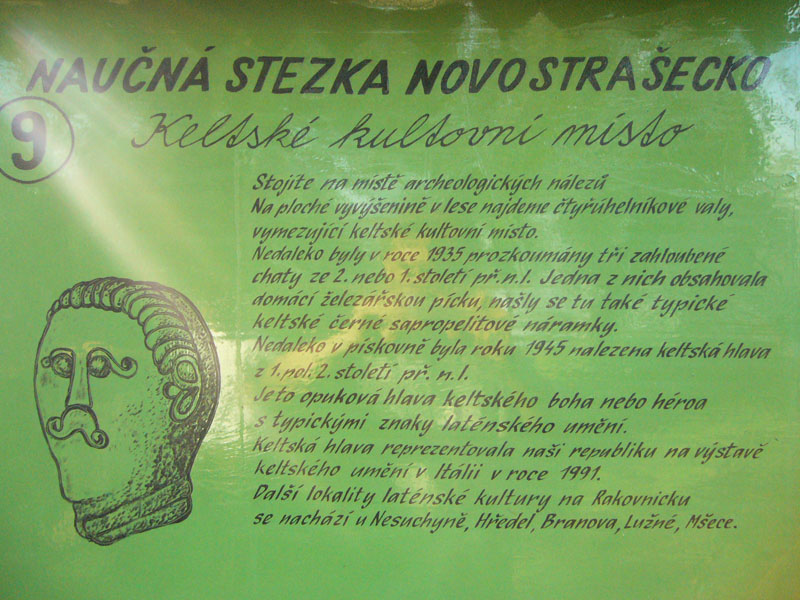 NAUČNÁ STEZKA NOVOSTRAŠECKO
9
Keltské kultovní místo
Stojíte na místě archeologických nálezů
Na ploché vyvýšenině v lese najdeme čtyřúhelníkové valy,
vymezující keltské kultovní místo.
Nedaleko byly v roce 1935 prozkoumány tři zahloubené
chaty ze 2. nebo 1. století př.n.l. Jedna z nich obsahovala
domácí železářskou pícku, našly se tu také typické
keltské černé sapropelitové náramky.
Nedaleko v pískovně byla roku 1945 nalezena keltská hlava
z 1. pol. 2. století př. n. l.
Jeto opuková hlava keltského boha nebo héroa
s typickými znaky laténského umění.
Keltská hlava reprezentovala naši republiku na výstavě
keltského umění v Itálii v roce 1991.
Další lokality laténské kultury na Rakovnicku
se nachází u Nesuchyně, Hředel, Branova, Lužné, Mšece.